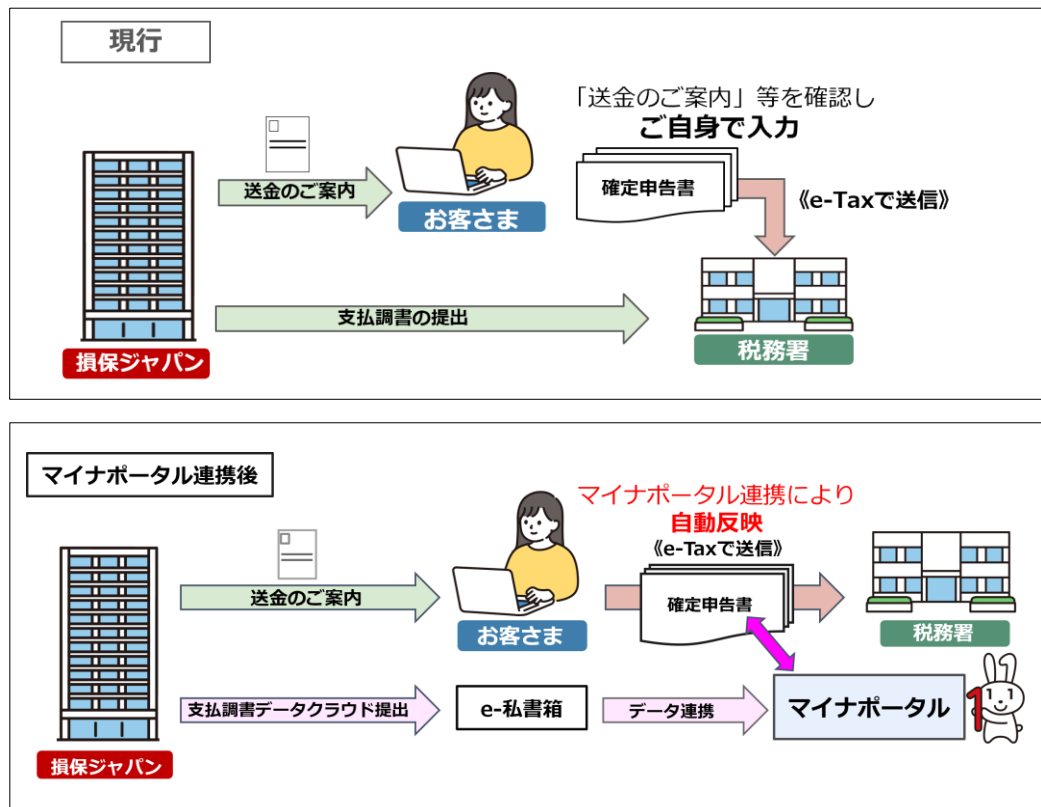 現行
「送金のご案内」等を確認し
ご自身で入力
送金のご案内
確定申告書
《e-Taxで送信》
お客さま
支払調書の提出
税務署
損保ジャパン
マイナポータル連携後
マイナポータル連携により
自動反映
《e-Taxで送信》
送金のご案内
確定申告書
お客さま
税務署
支払調書データクラウド提出
e-私書箱
データ連携
マイナポータル
1
損保ジャパン